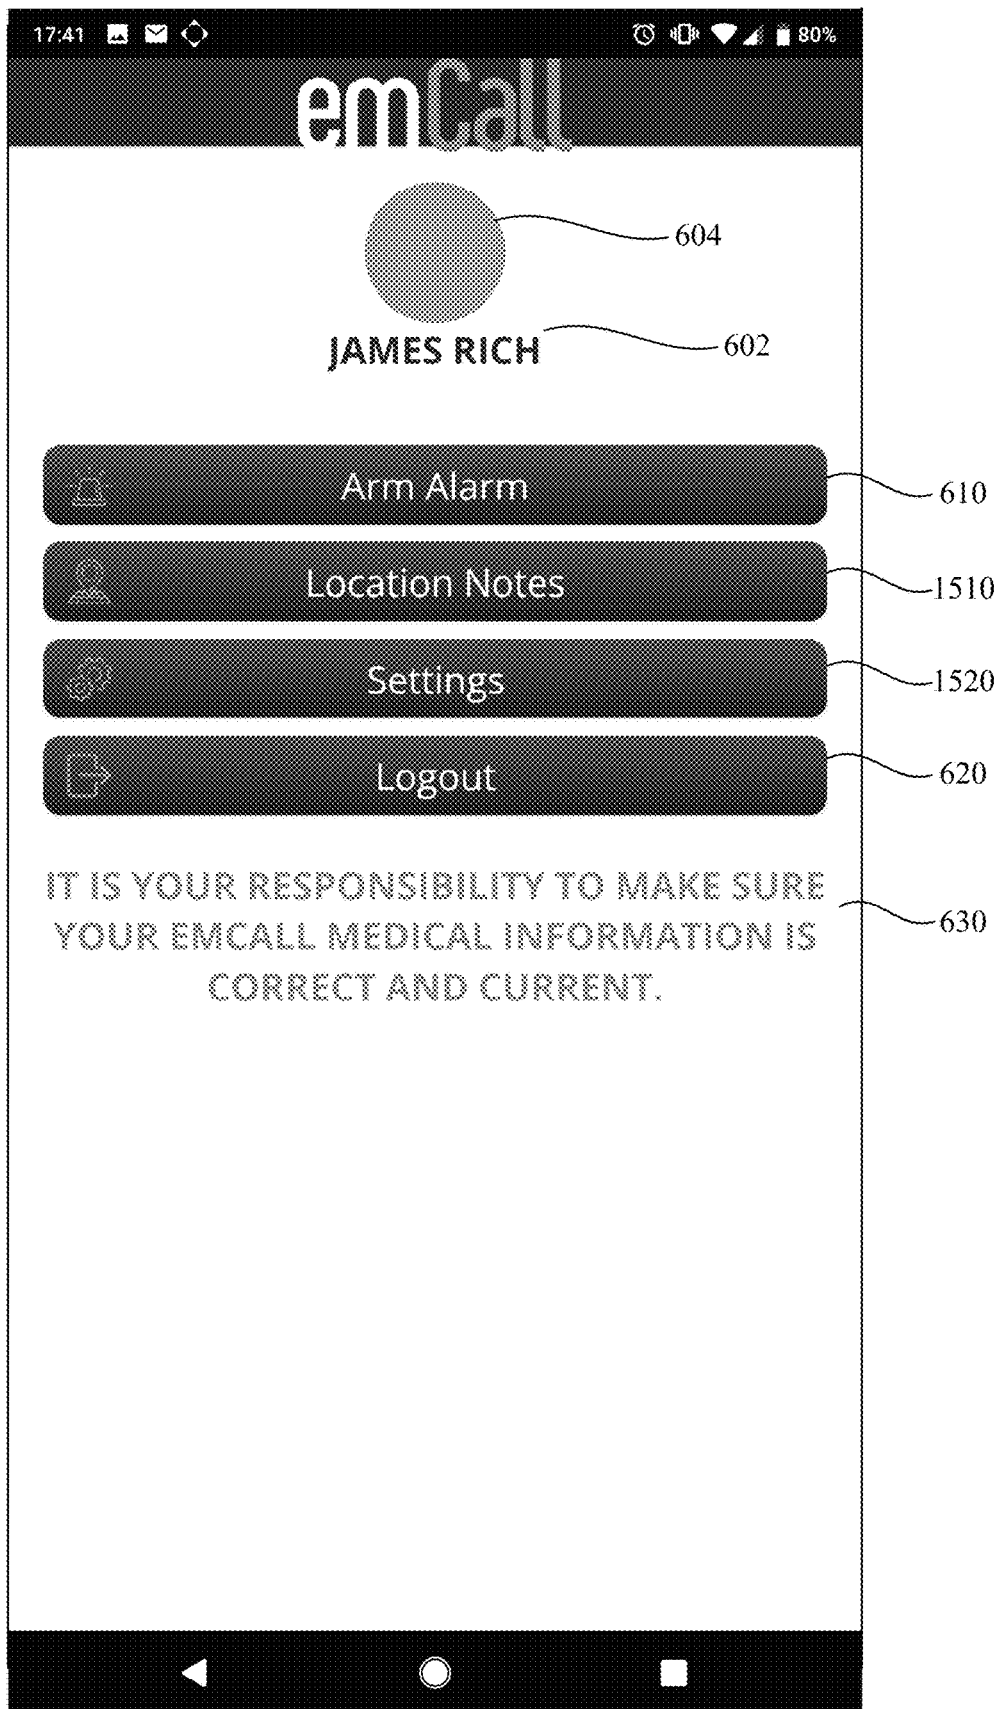 17:41 80%
emCall
604
JAMES RICH 602
Arm Alarm 610
Location Notes 1510
Settings 1520
Logout 620
IT IS YOUR RESPONSIBILITY TO MAKE SURE
YOUR EMCALL MEDICAL INFORMATION IS 630
CORRECT AND CURRENT.